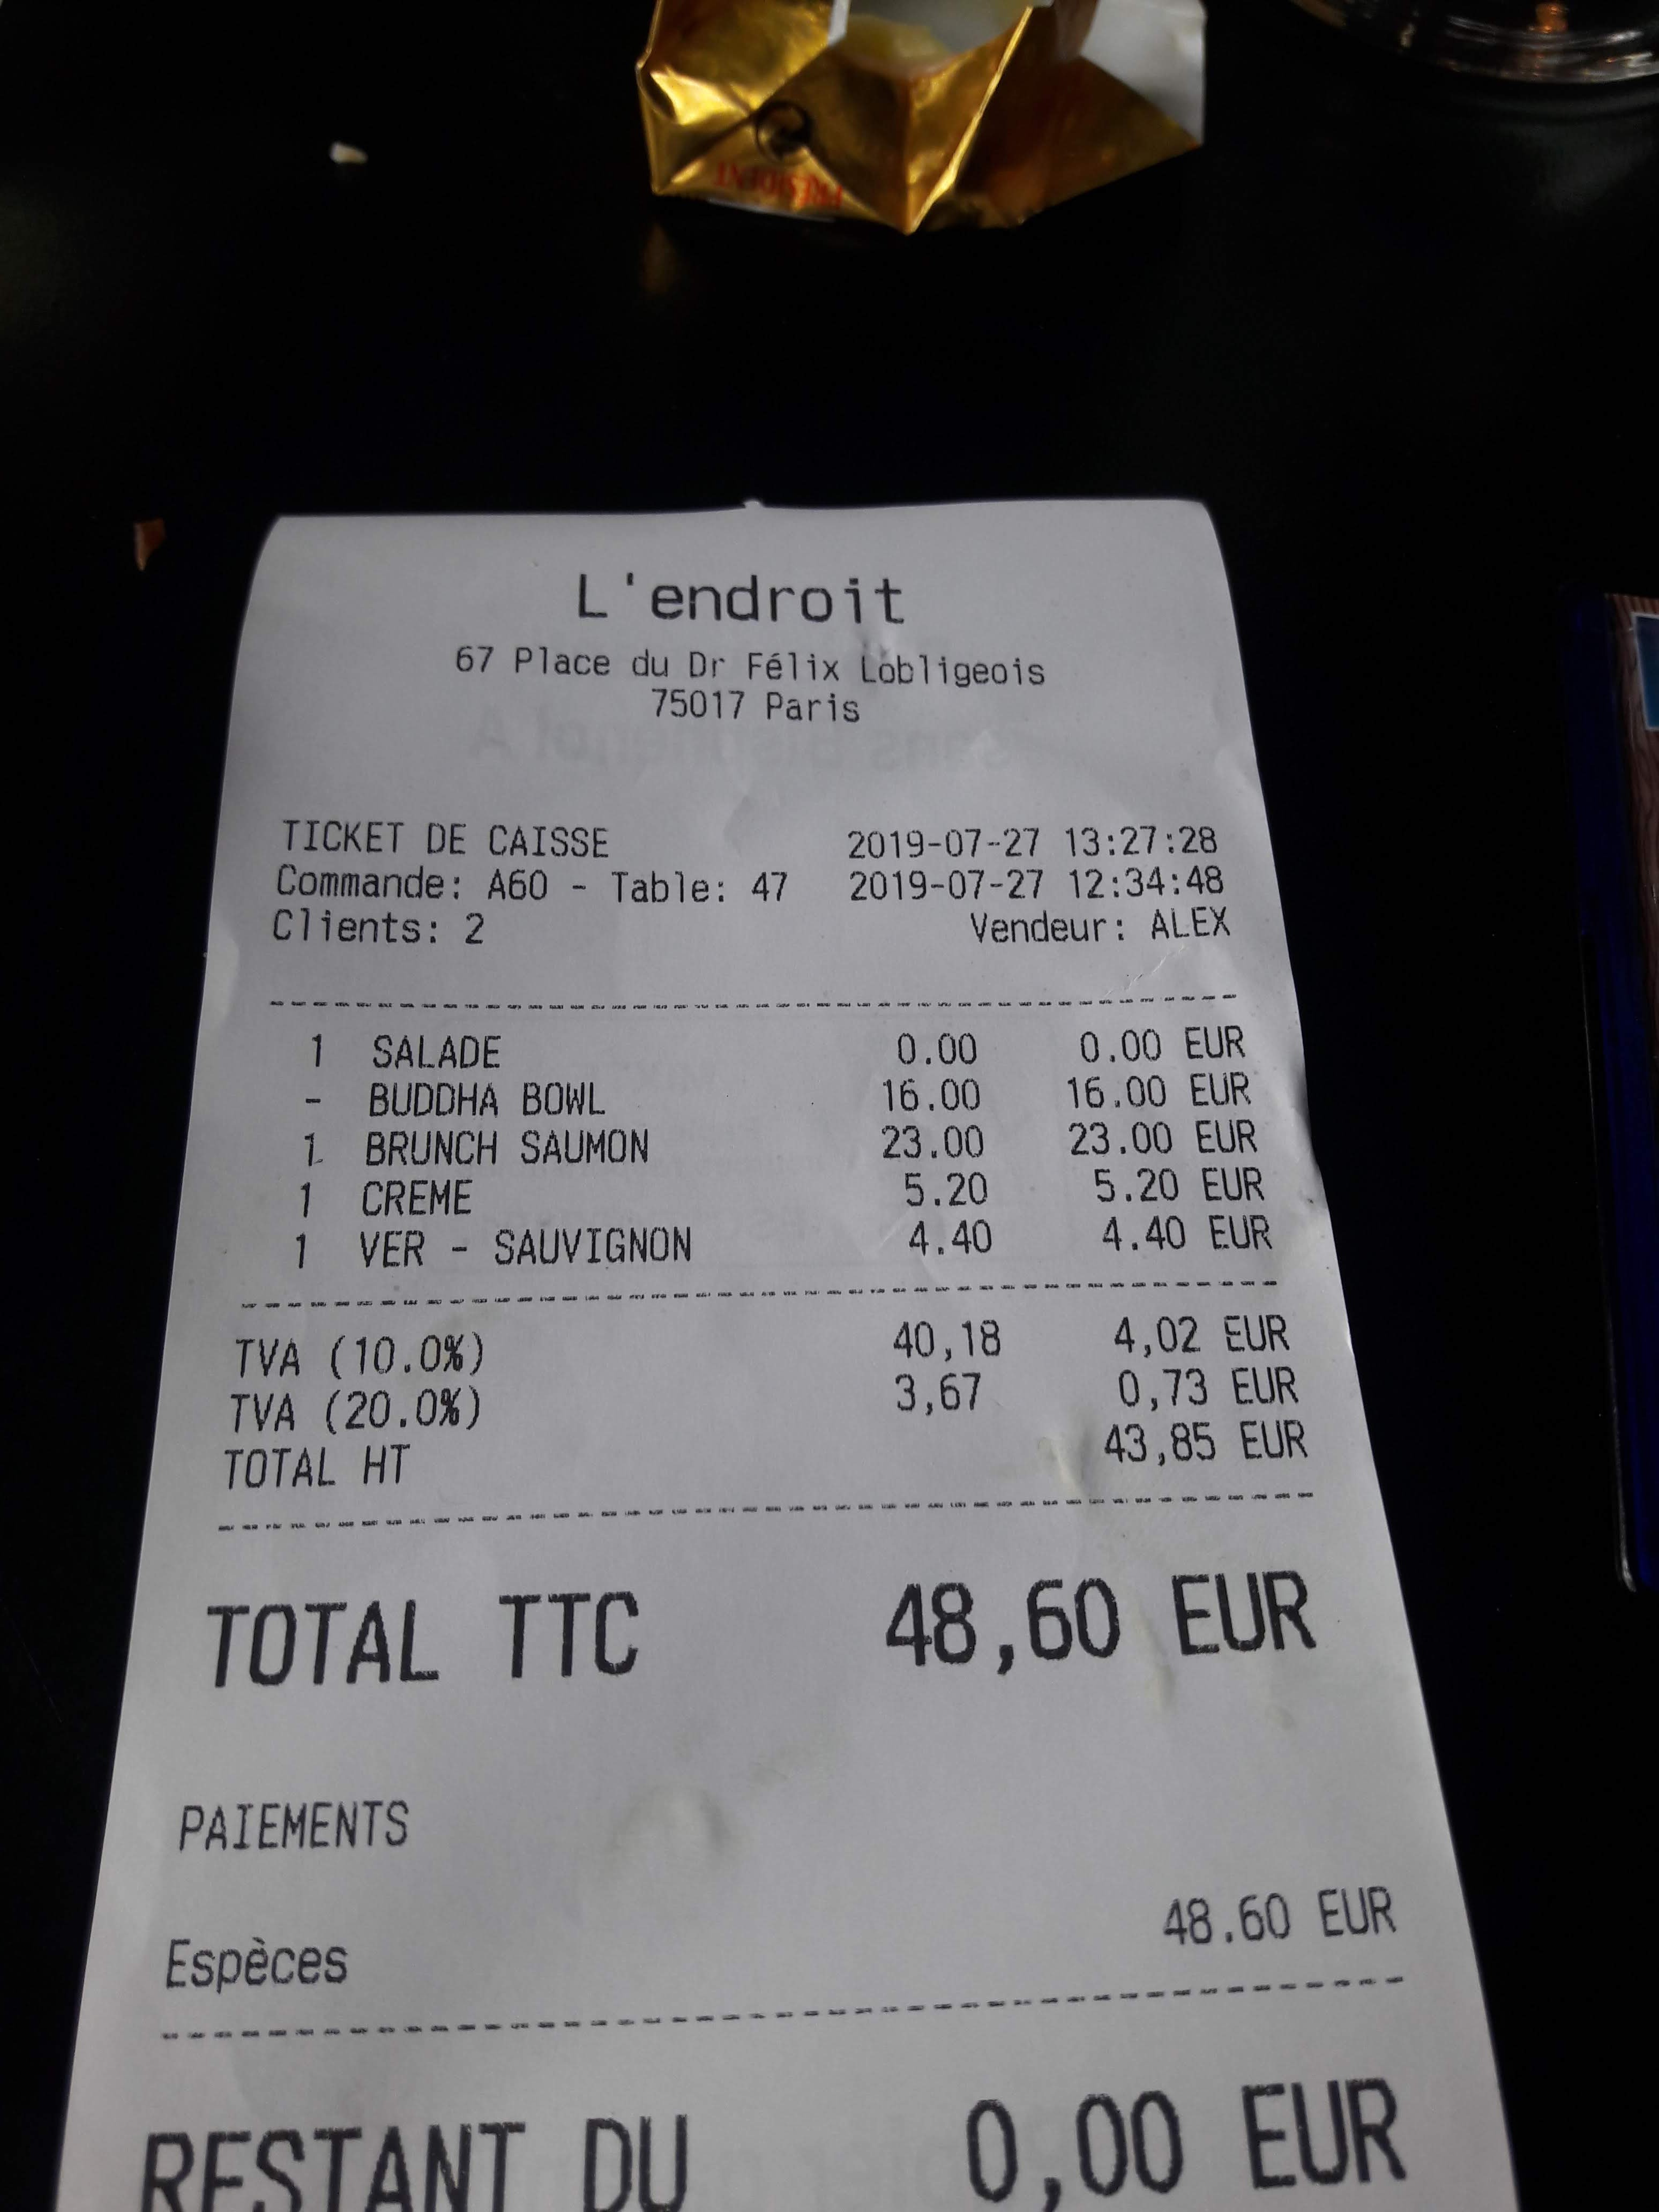 PRESIDENT
L'endroit
67 Place du Dr Félix Lobligeois
75017 Paris
TICKET DE CAISSE 2019-07-27 13:27:28
Commande: A60 - Table: 47 2019-07-27 12:34:48
Clients: 2 Vendeur: ALEX
1 SALADE 0.00 0.00 EUR
- BUDDHA BOWL 16.00 16.00 EUR
1 BRUNCH SAUMON 23.00 23.00 EUR
1 CREME 5.20 5.20 EUR
1 VER - SAUVIGNON 4.40 4.40 EUR
TVA (10.0%) 40,18 4,02 EUR
TVA (20.0%) 3,67 0,73 EUR
TOTAL HT 43,85 EUR
TOTAL TTC 48,60 EUR
PAIEMENTS
Espèces 48.60 EUR
RESTANT DU 0,00 EUR